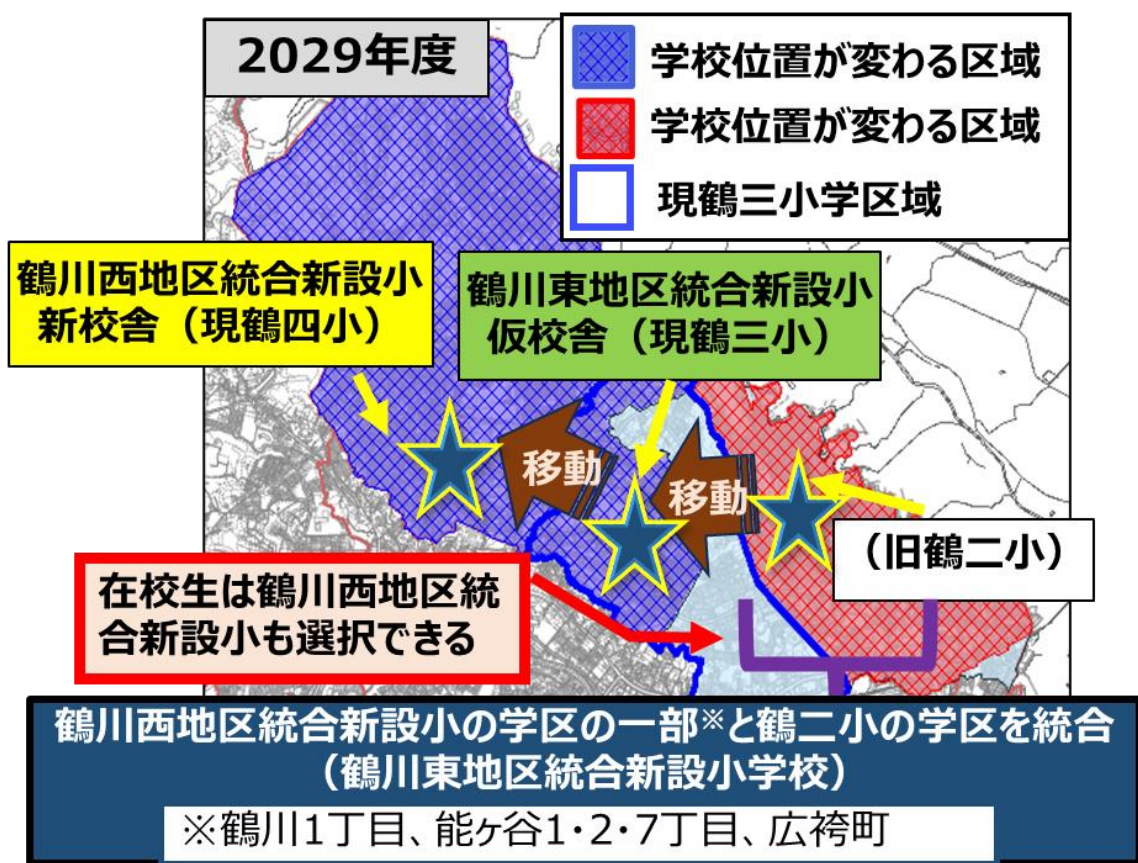 2029年度
学校位置が変わる区域
学校位置が変わる区域
現鶴三小学区域
鶴川西地区統合新設小
新校舎（現鶴四小）
鶴川東地区統合新設小
仮校舎（現鶴三小）
移動
移動
（旧鶴二小）
在校生は鶴川西地区統
合新設小も選択できる
鶴川西地区統合新設小の学区の一部※と鶴二小の学区を統合
（鶴川東地区統合新設小学校）
※鶴川1丁目、能ヶ谷1・2・7丁目、広袴町